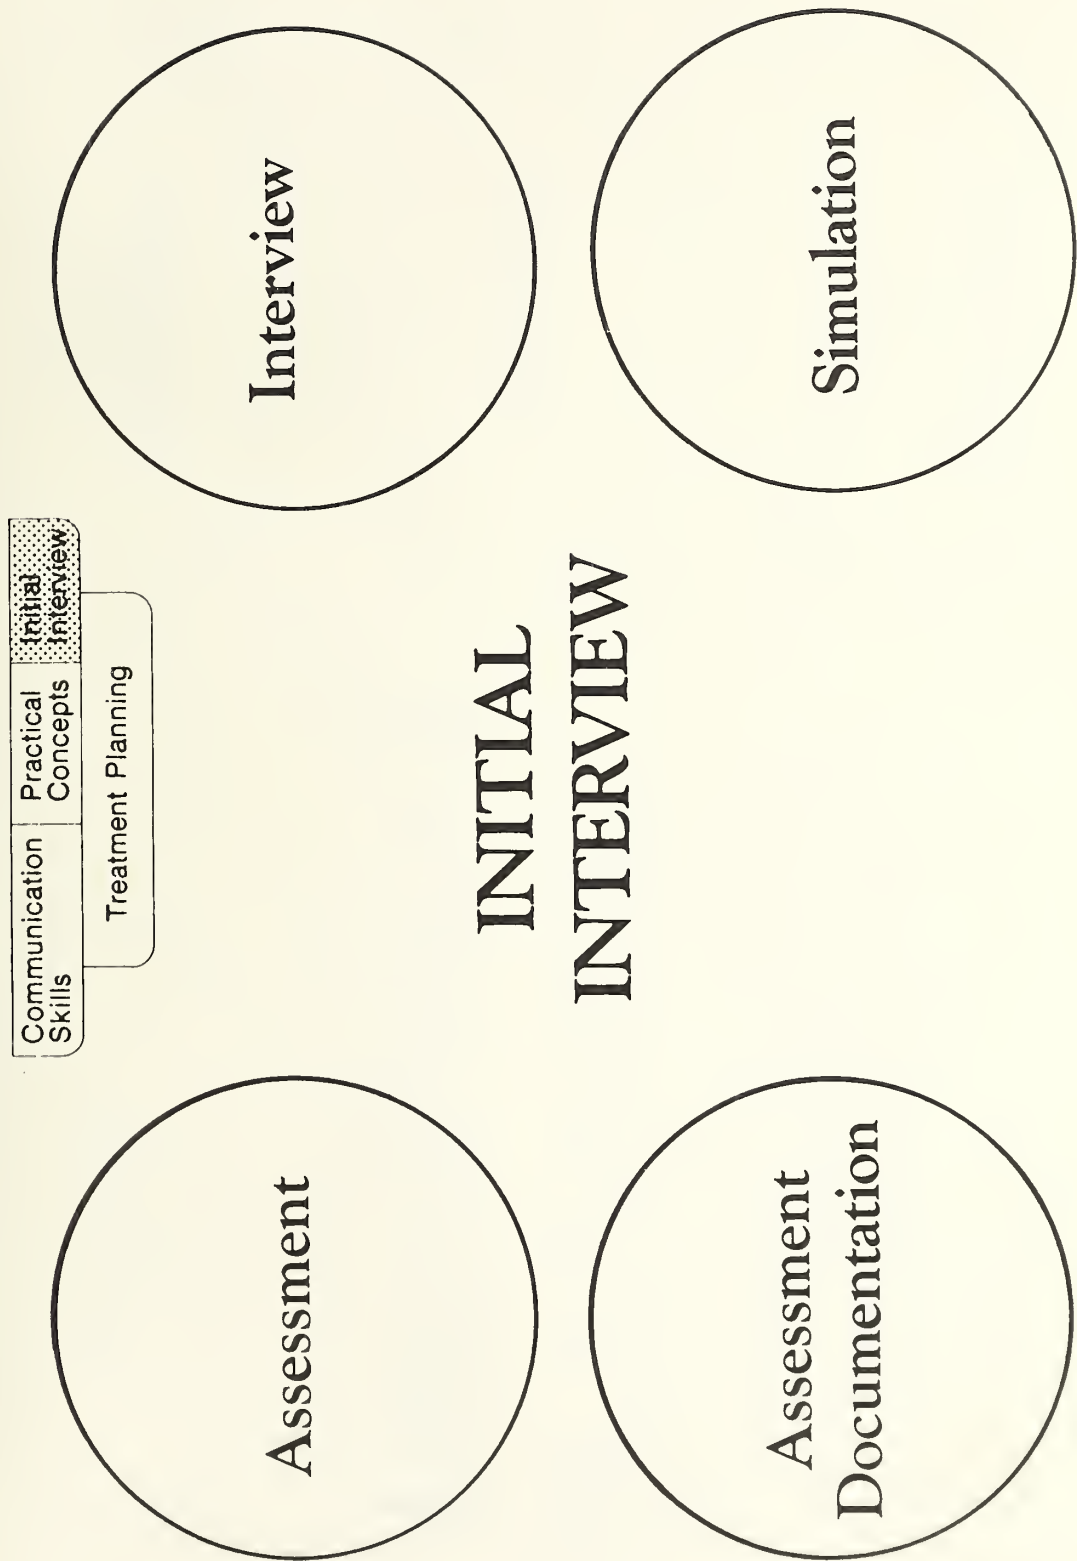 Communication
Skills
Practical
Concepts
Initial
Interview
Treatment Planning
Assessment
Interview
INITIAL
INTERVIEW
Assessment
Documentation
Simulation